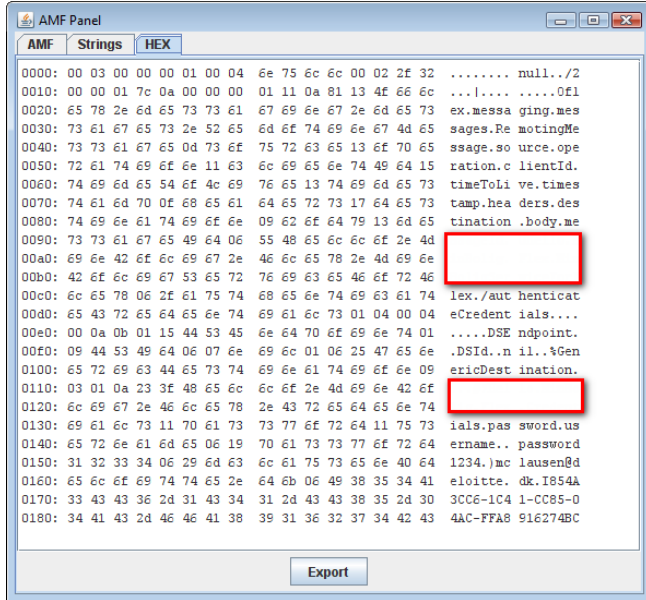 AMF Panel
AMF Strings HEX
0000: 00 03 00 00 00 01 00 04 6e 75 6c 6c 00 02 2f 32 ........ null../2
0010: 00 00 01 7c 0a 00 00 00 01 11 0a 81 13 4f 66 6c ...|.... .....Ofl
0020: 65 78 2e 6d 65 73 73 61 67 69 6e 67 2e 6d 65 73 ex.messa ging.mes
0030: 73 61 67 65 73 2e 52 65 6d 6f 74 69 6e 67 4d 65 sages.Re motingMe
0040: 73 73 61 67 65 0d 73 6f 75 72 63 65 13 6f 70 65 ssage.so urce.ope
0050: 72 61 74 69 6f 6e 11 63 6c 69 65 6e 74 49 64 15 ration.c lientId.
0060: 74 69 6d 65 54 6f 4c 69 76 65 13 74 69 6d 65 73 timeToLi ve.times
0070: 74 61 6d 70 0f 68 65 61 64 65 72 73 17 64 65 73 tamp.hea ders.des
0080: 74 69 6e 61 74 69 6f 6e 09 62 6f 64 79 13 6d 65 tination .body.me
0090: 73 73 61 67 65 49 64 06 55 48 65 6c 6c 6f 2e 4d
00a0: 69 6e 42 6f 6c 69 67 2e 46 6c 65 78 2e 4d 69 6e
00b0: 42 6f 6c 69 67 53 65 72 76 69 63 65 46 6f 72 46
00c0: 6c 65 78 06 2f 61 75 74 68 65 6e 74 69 63 61 74 lex./aut henticat
00d0: 65 43 72 65 64 65 6e 74 69 61 6c 73 01 04 00 04 eCredent ials....
00e0: 00 0a 0b 01 15 44 53 45 6e 64 70 6f 69 6e 74 01 .....DSE ndpoint.
00f0: 09 44 53 49 64 06 07 6e 69 6c 01 06 25 47 65 6e .DSId..n il..%Gen
0100: 65 72 69 63 44 65 73 74 69 6e 61 74 69 6f 6e 09 ericDest ination.
0110: 03 01 0a 23 3f 48 65 6c 6c 6f 2e 4d 69 6e 42 6f
0120: 6c 69 67 2e 46 6c 65 78 2e 43 72 65 64 65 6e 74
0130: 69 61 6c 73 11 70 61 73 73 77 6f 72 64 11 75 73 ials.pas sword.us
0140: 65 72 6e 61 6d 65 06 19 70 61 73 73 77 6f 72 64 ername.. password
0150: 31 32 33 34 06 29 6d 63 6c 61 75 73 65 6e 40 64 1234.)mc lausen@d
0160: 65 6c 6f 69 74 74 65 2e 64 6b 06 49 38 35 34 41 eloitte. dk.I854A
0170: 33 43 43 36 2d 31 43 34 31 2d 43 43 38 35 2d 30 3CC6-1C4 1-CC85-0
0180: 34 41 43 2d 46 46 41 38 39 31 36 32 37 34 42 43 4AC-FFA8 916274BC
Export